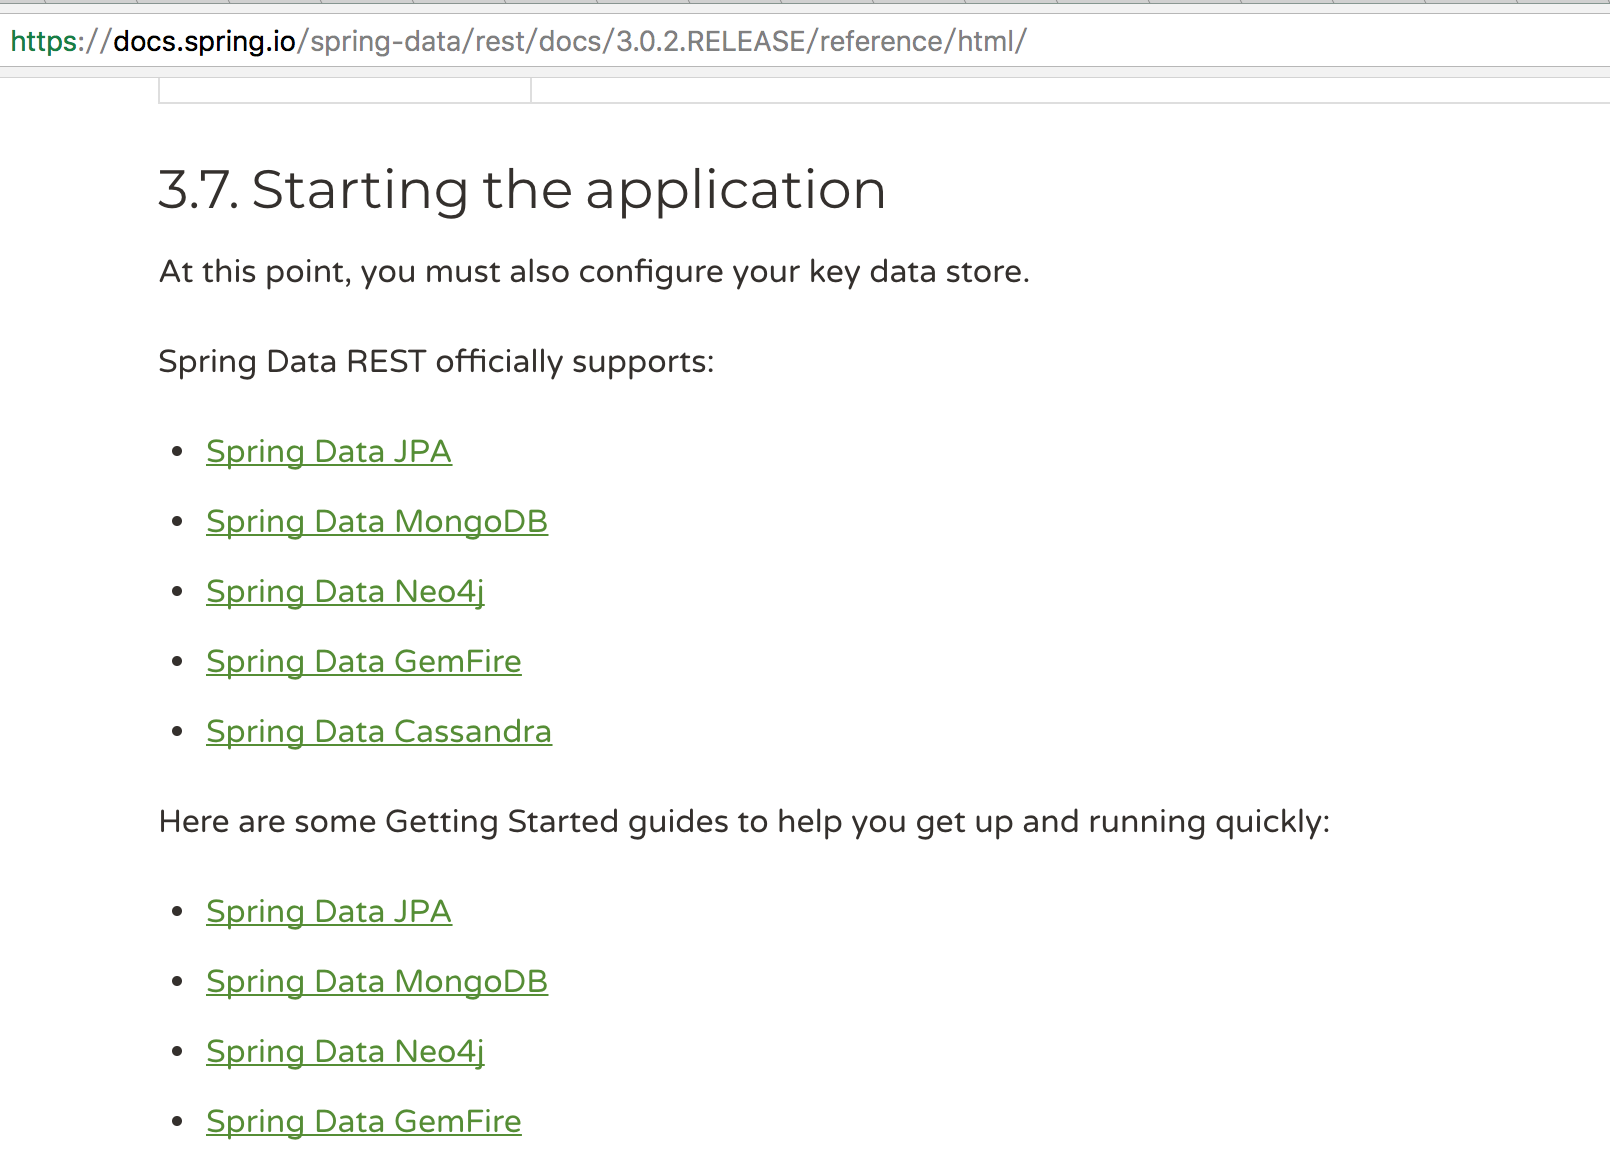 https://docs.spring.io/spring-data/rest/docs/3.0.2.RELEASE/reference/html/
3.7. Starting the application
At this point, you must also configure your key data store.
Spring Data REST officially supports:
• Spring Data JPA
• Spring Data MongoDB
• Spring Data Neo4j
• Spring Data GemFire
• Spring Data Cassandra
Here are some Getting Started guides to help you get up and running quickly:
• Spring Data JPA
• Spring Data MongoDB
• Spring Data Neo4j
• Spring Data GemFire